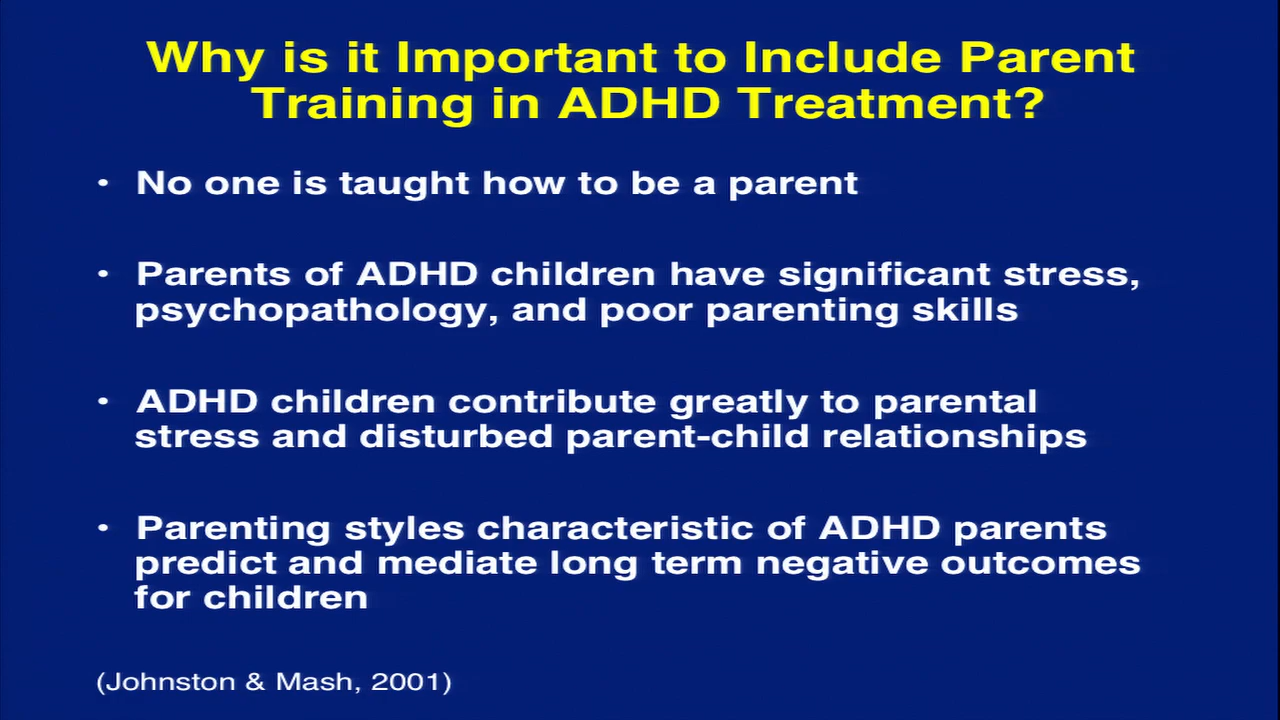 Why is it Important to Include Parent
Training in ADHD Treatment?
• No one is taught how to be a parent
• Parents of ADHD children have significant stress,
psychopathology, and poor parenting skills
• ADHD children contribute greatly to parental
stress and disturbed parent-child relationships
• Parenting styles characteristic of ADHD parents
predict and mediate long term negative outcomes
for children
(Johnston & Mash, 2001)